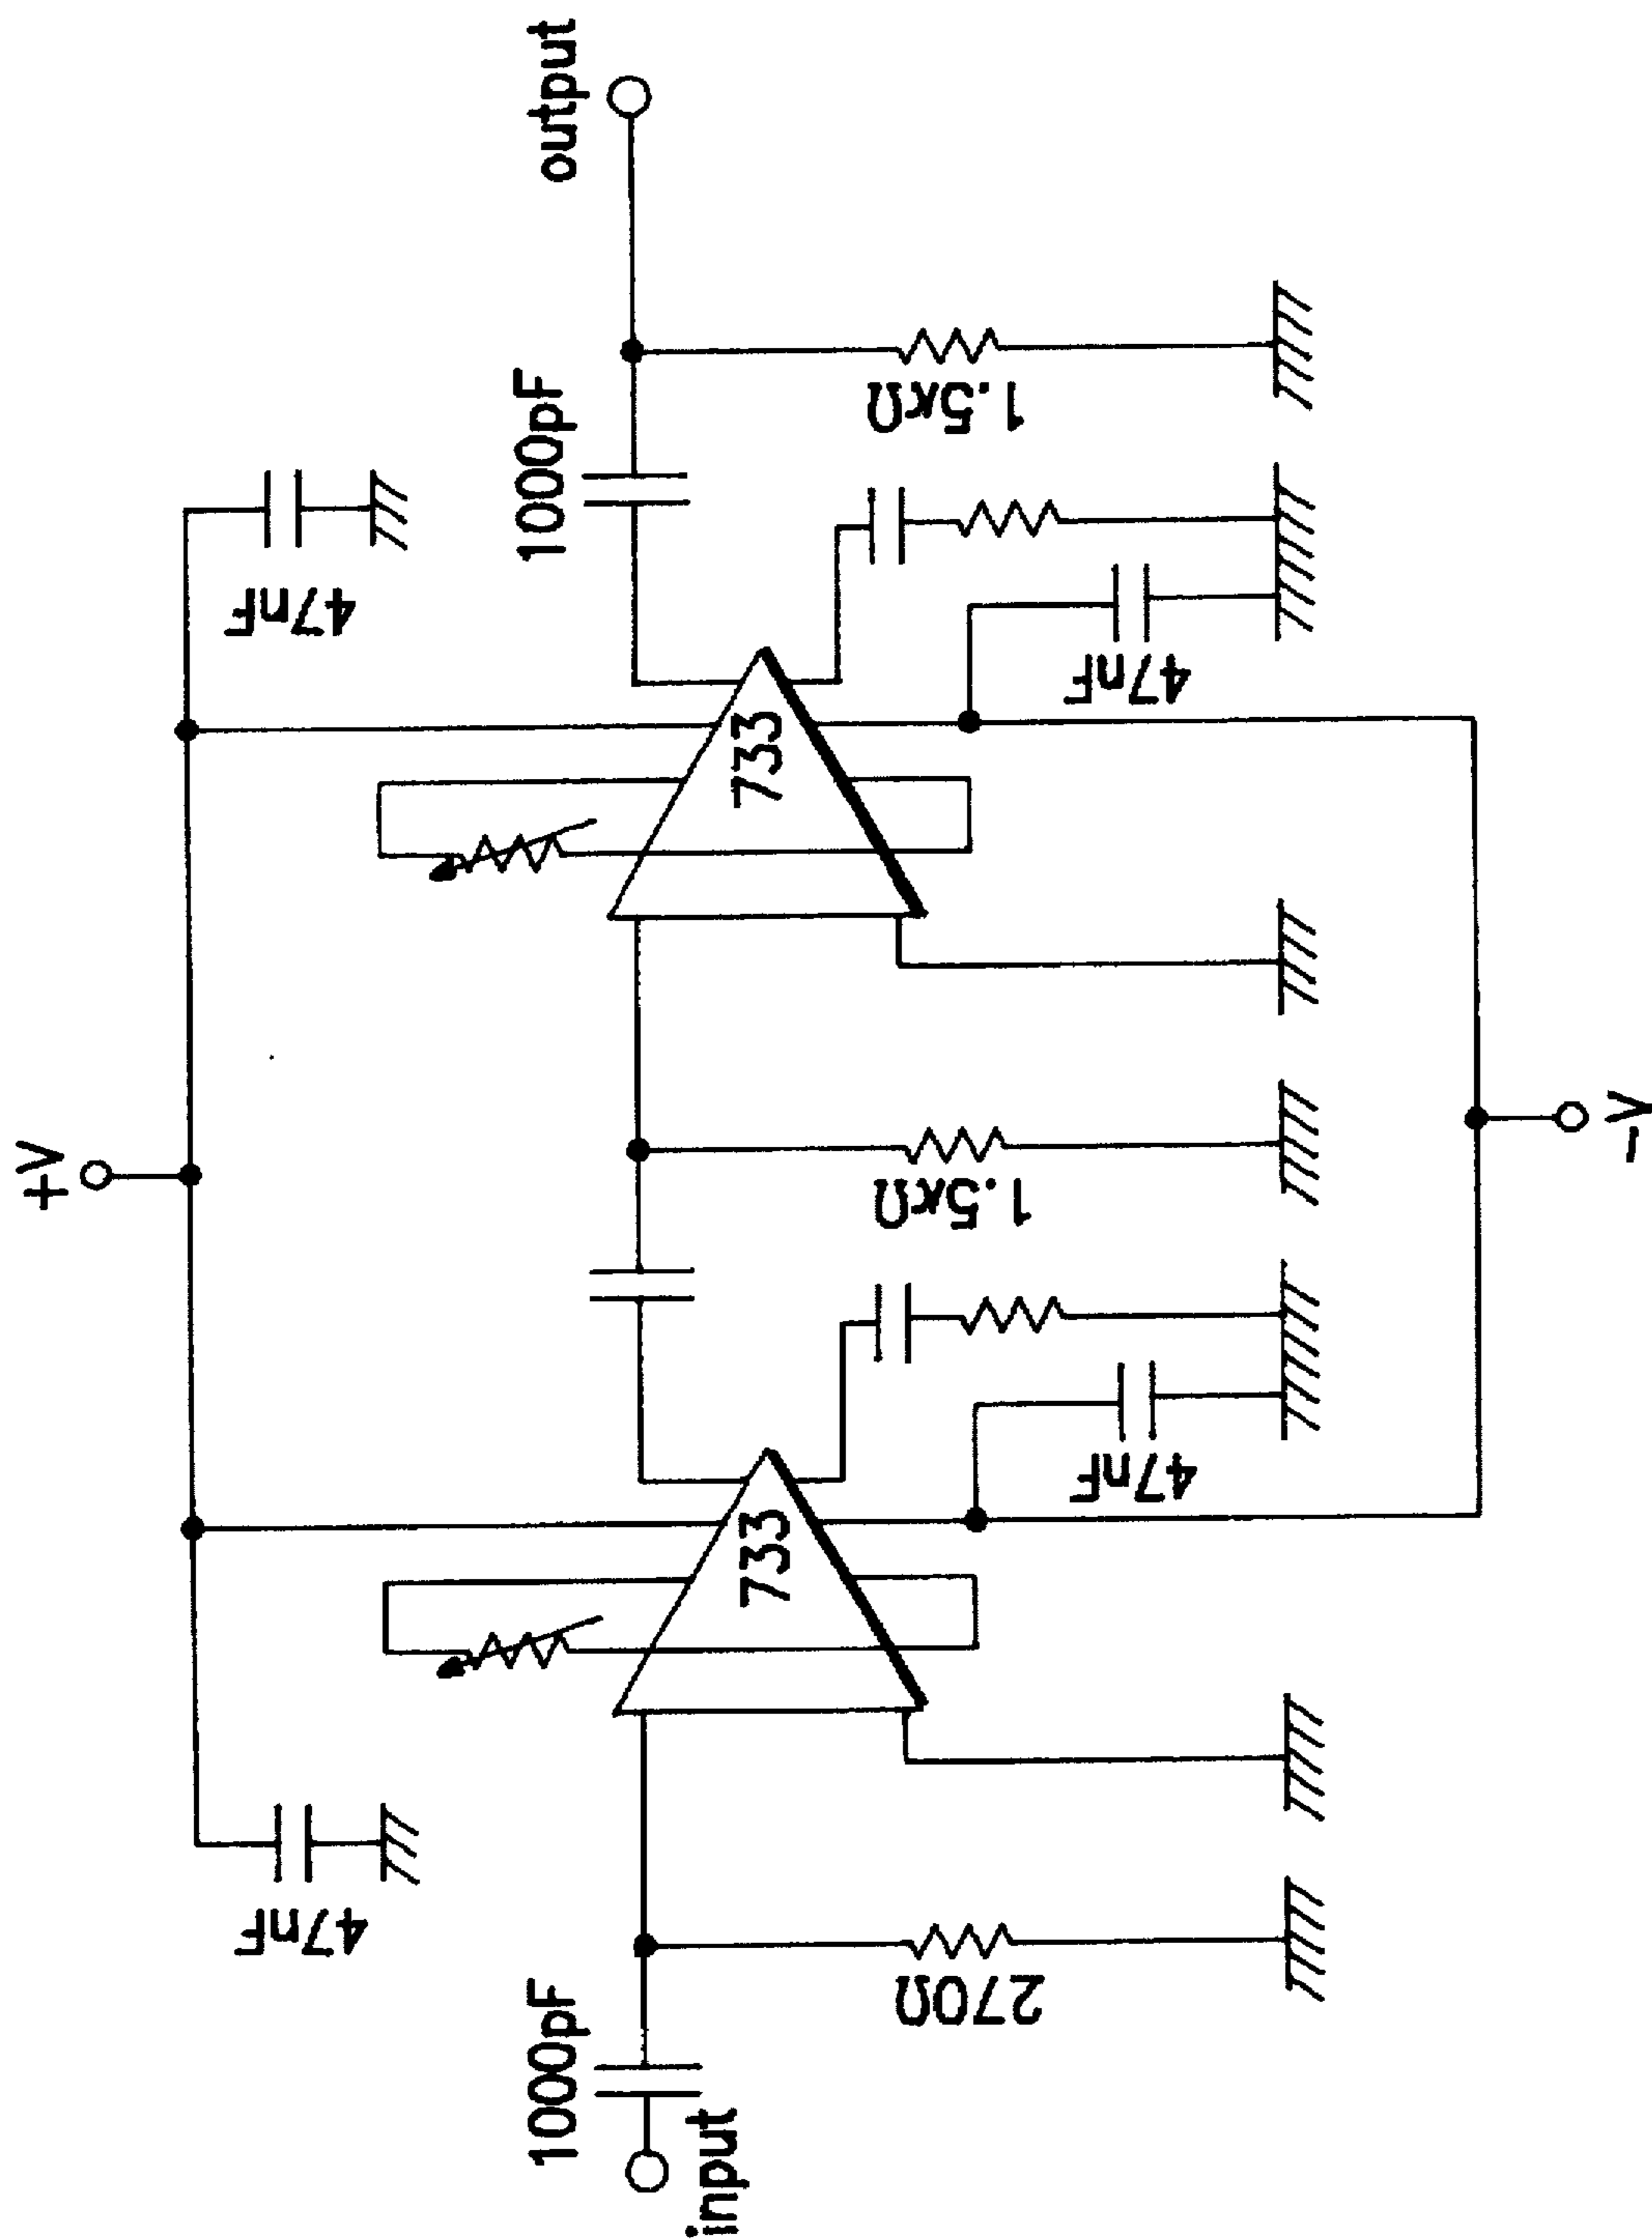 +V
47nF
47nF
1000pF
input
270Ω
733
47nF
1.5kΩ
733
47nF
1000pF
1.5kΩ
output
-V